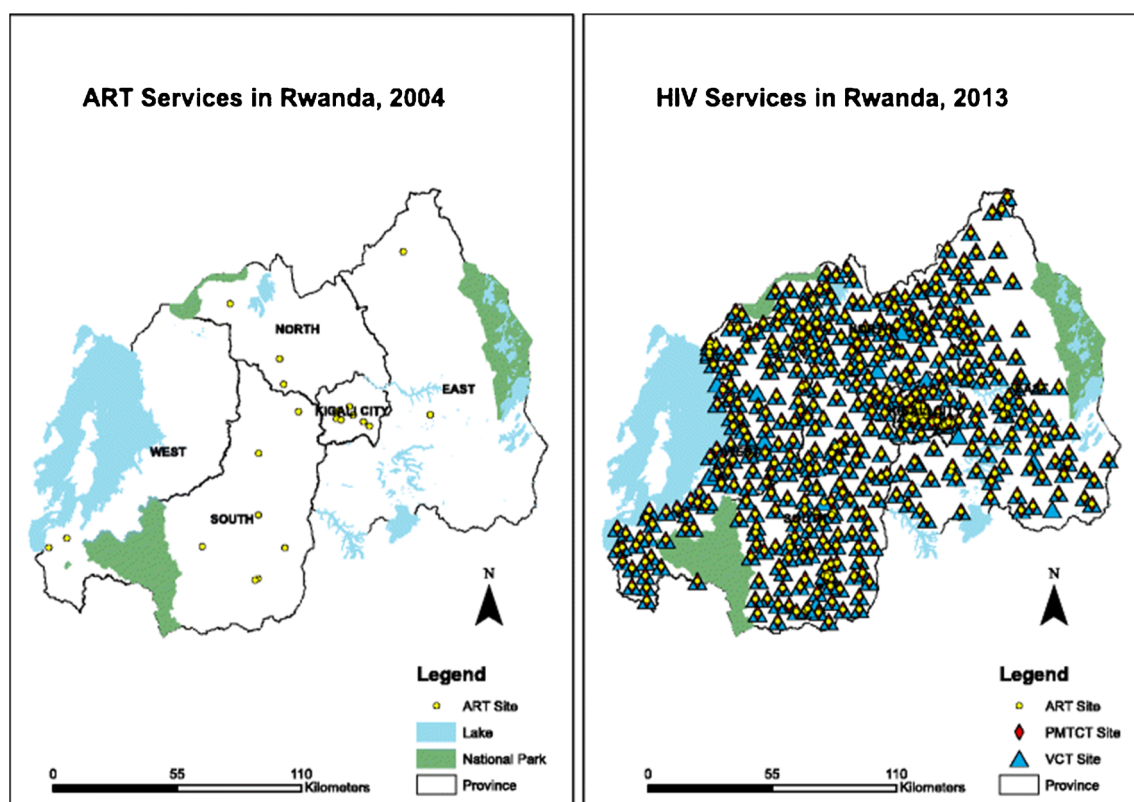 ART Services in Rwanda, 2004
NORTH
EAST
KIGALI CITY
WEST
SOUTH
N
Legend
ART Site
Lake
National Park
Province
0 55 110
Kilometers
HIV Services in Rwanda, 2013
EAST
SOUTH
N
Legend
ART Site
PMTCT Site
VCT Site
Province
0 55 110
Kilometers